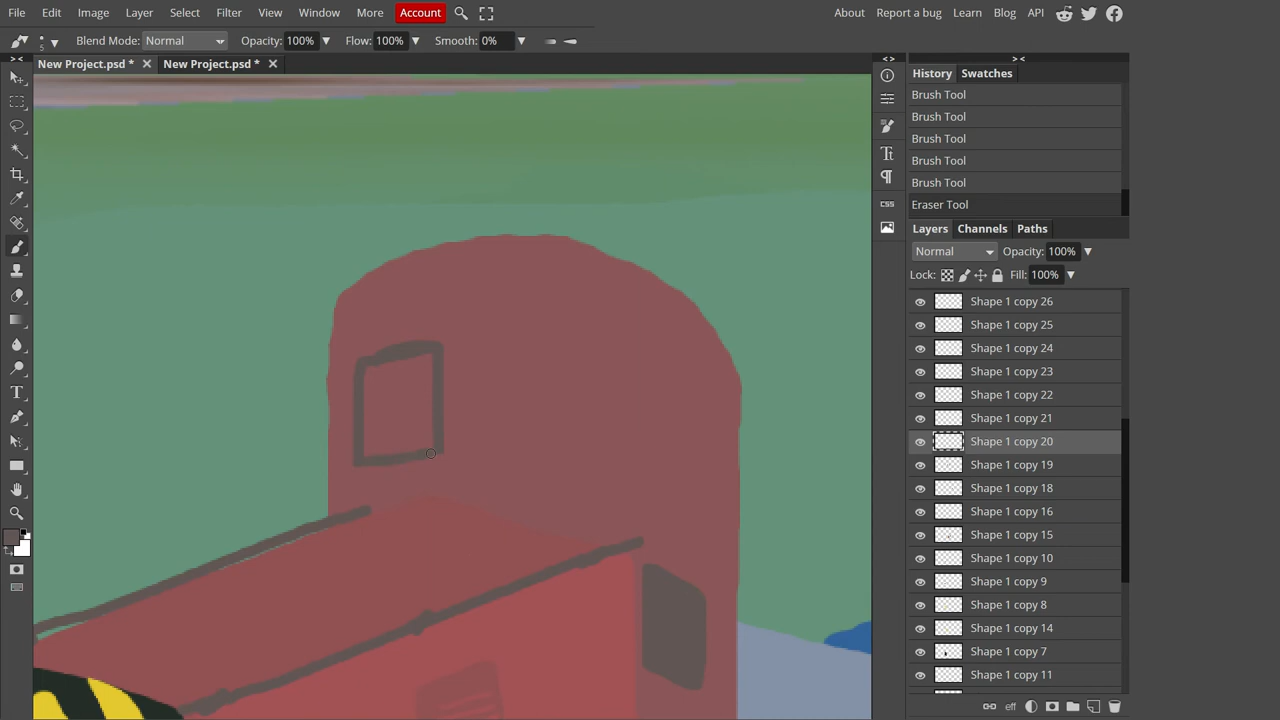 File Edit Image Layer Select Filter View Window More Account About Report a bug Learn Blog API
5 Blend Mode: Normal Opacity: 100% Flow: 100% Smooth: 0%
New Project.psd * New Project.psd *
History Swatches
Brush Tool
Brush Tool
Brush Tool
Brush Tool
Brush Tool
Eraser Tool
Layers Channels Paths
Normal Opacity: 100%
Lock: Fill: 100%
Shape 1 copy 26
Shape 1 copy 25
Shape 1 copy 24
Shape 1 copy 23
Shape 1 copy 22
Shape 1 copy 21
Shape 1 copy 20
Shape 1 copy 19
Shape 1 copy 18
Shape 1 copy 16
Shape 1 copy 15
Shape 1 copy 10
Shape 1 copy 9
Shape 1 copy 8
Shape 1 copy 14
Shape 1 copy 7
Shape 1 copy 11
CSS
eff